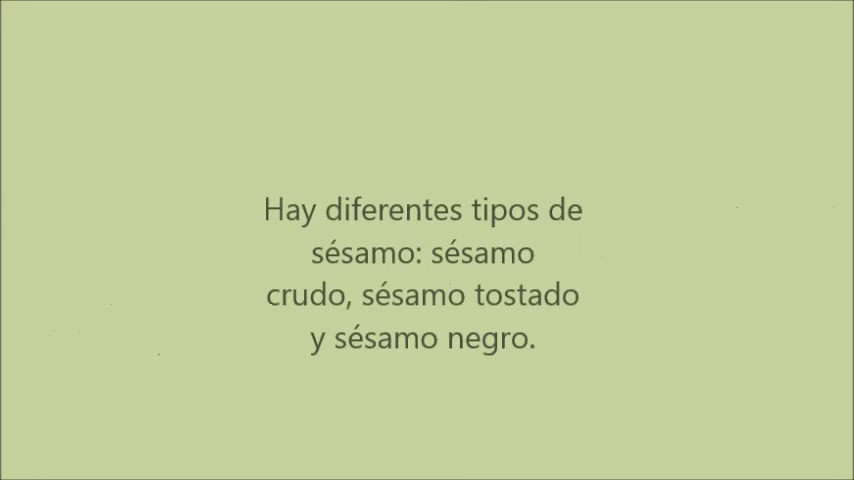 Hay diferentes tipos de
sésamo: sésamo
crudo, sésamo tostado
y sésamo negro.